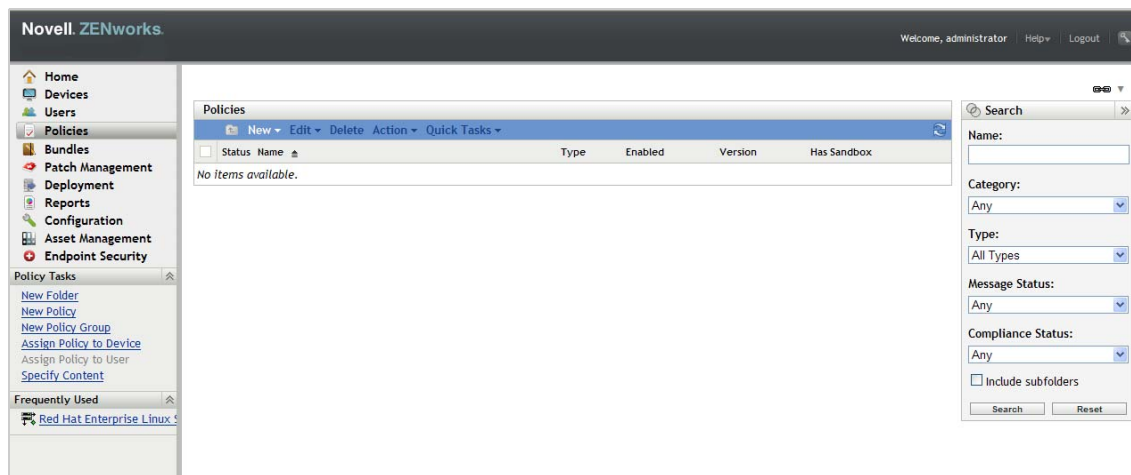 Novell ZENworks.
Welcome, administrator Help Logout
Home
Devices
Users
Policies
Bundles
Patch Management
Deployment
Reports
Configuration
Asset Management
Endpoint Security
Policy Tasks
New Folder
New Policy
New Policy Group
Assign Policy to Device
Assign Policy to User
Specify Content
Frequently Used
Red Hat Enterprise Linux
Policies
New Edit Delete Action Quick Tasks
Status Name Type Enabled Version Has Sandbox
No items available.
Search
Name:
Category:
Any
Type:
All Types
Message Status:
Any
Compliance Status:
Any
Include subfolders
Search Reset